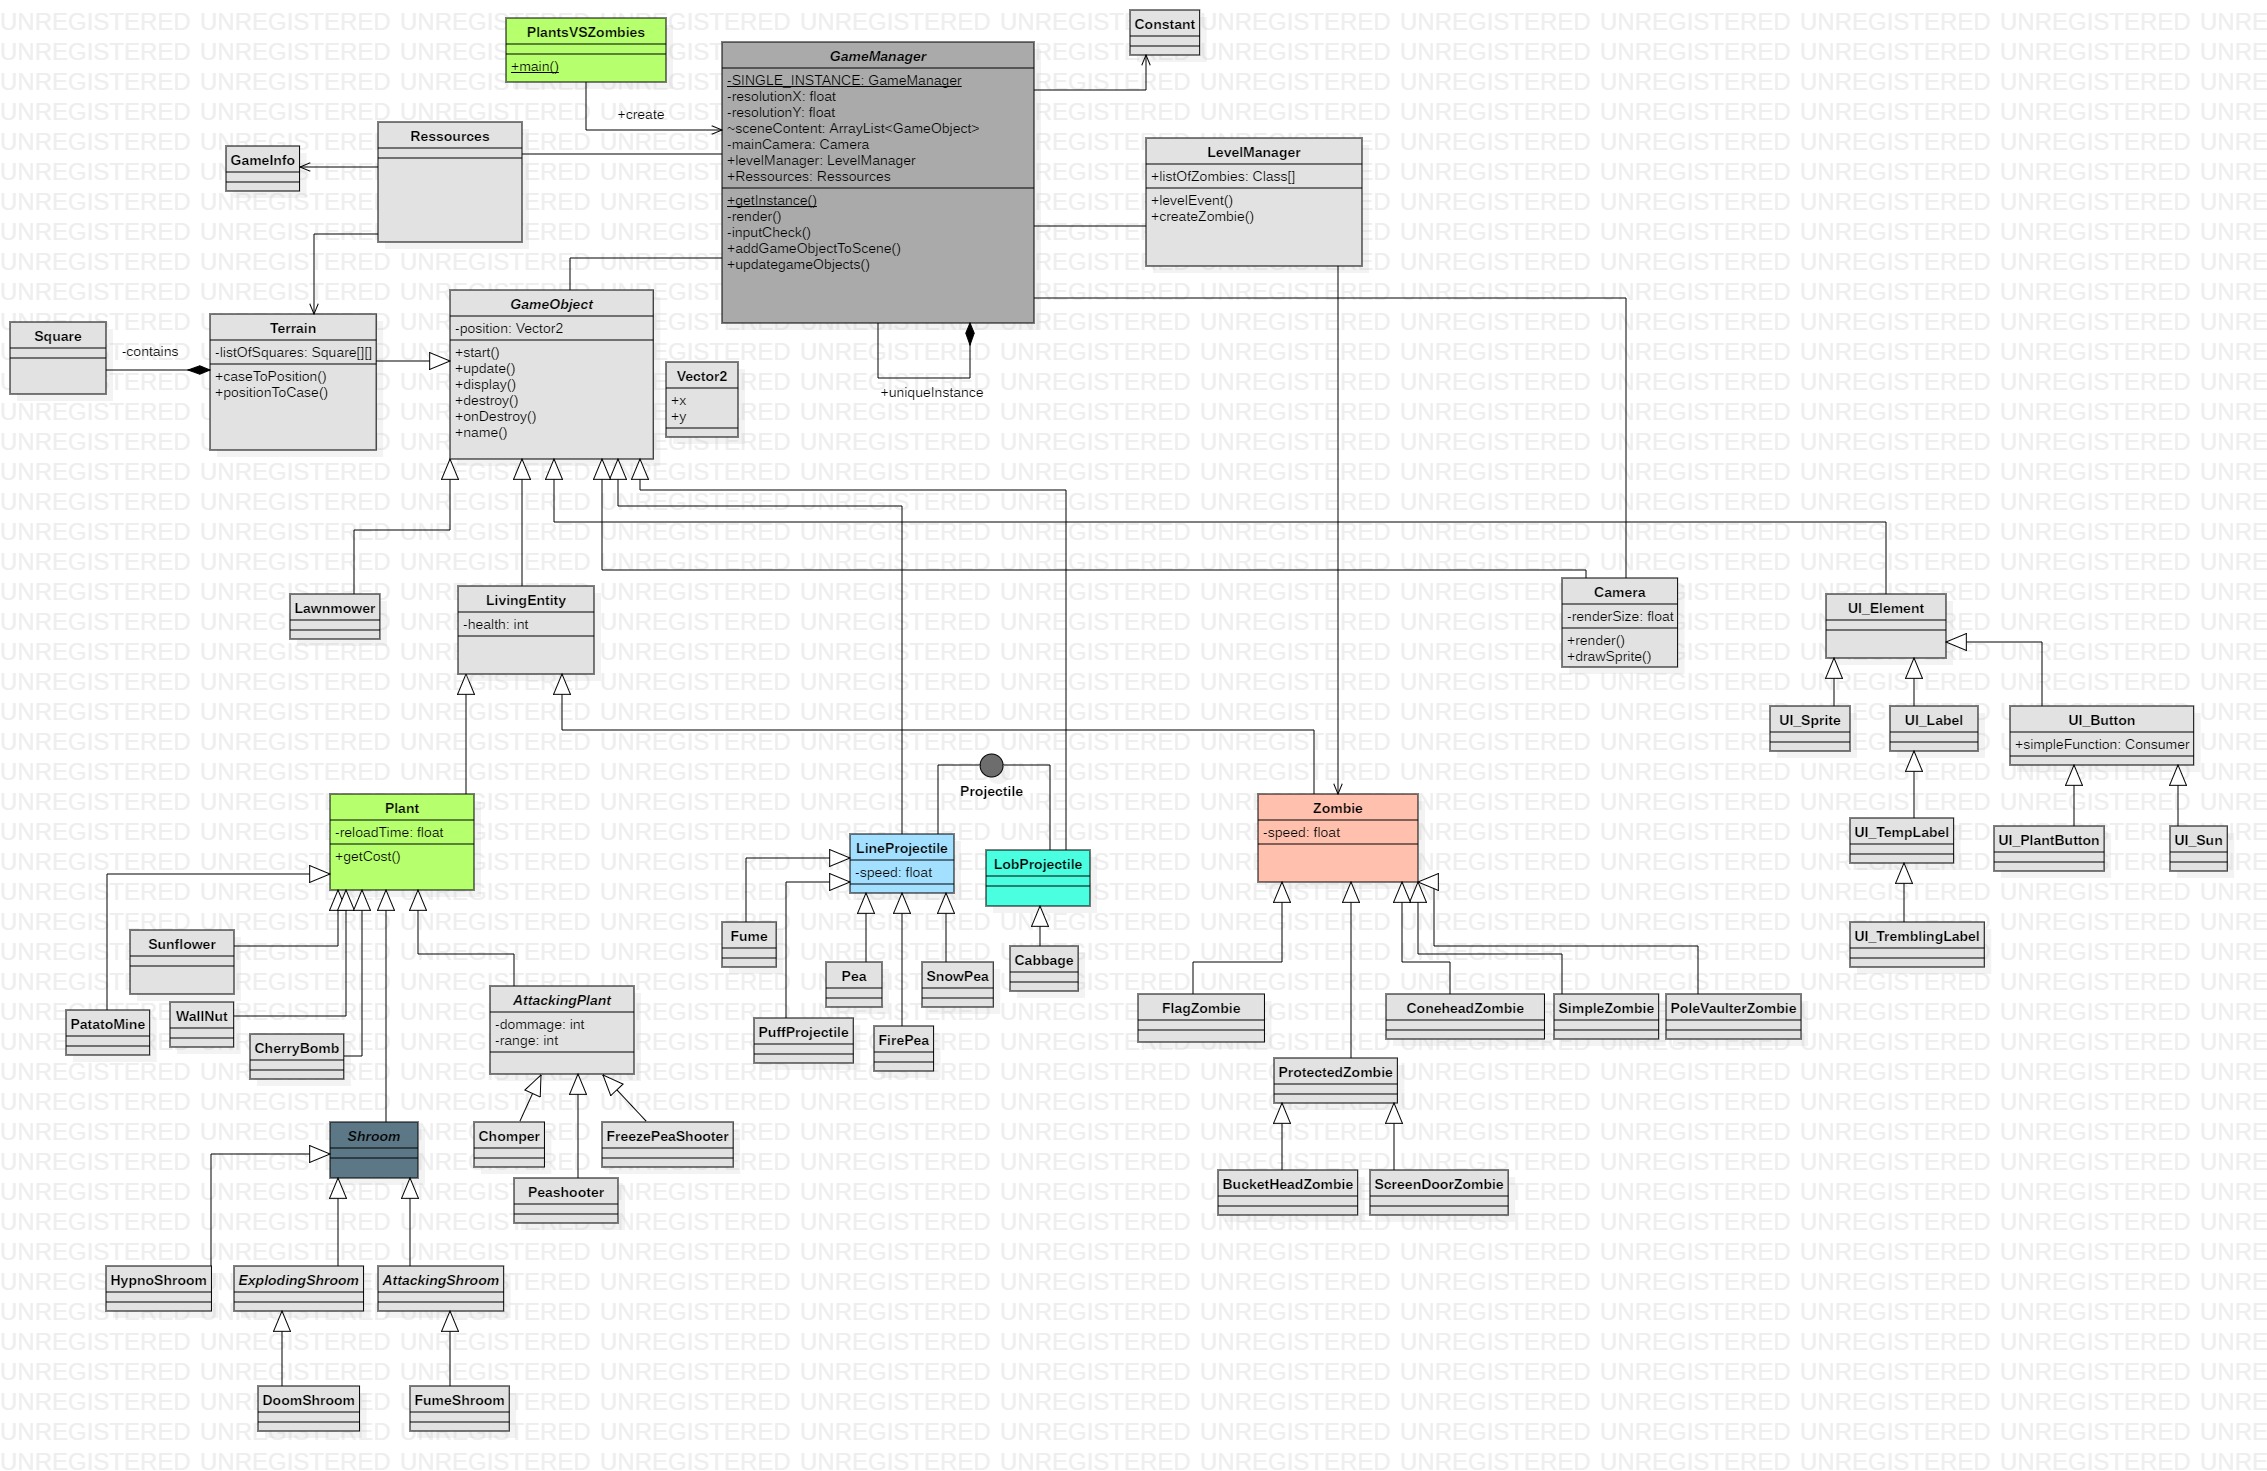 PlantsVSZombies
+main()
Constant
GameManager
-SINGLE_INSTANCE: GameManager
-resolutionX: float
-resolutionY: float
~sceneContent: ArrayList<GameObject>
-mainCamera: Camera
+levelManager: LevelManager
+Ressources: Ressources
+getInstance()
-render()
-inputCheck()
+addGameObjectToScene()
+updategameObjects()
+create
Ressources
GameInfo
LevelManager
+listOfZombies: Class[]
+levelEvent()
+createZombie()
GameObject
-position: Vector2
+start()
+update()
+display()
+destroy()
+onDestroy()
+name()
Square
-contains
Terrain
-listOfSquares: Square[][]
+caseToPosition()
+positionToCase()
Vector2
+x
+y
+uniqueInstance
Lawnmower
LivingEntity
-health: int
Camera
-renderSize: float
+render()
+drawSprite()
UI_Element
UI_Sprite
UI_Label
UI_Button
+simpleFunction: Consumer
Projectile
Plant
-reloadTime: float
+getCost()
LineProjectile
-speed: float
LobProjectile
Zombie
-speed: float
UI_TempLabel
UI_PlantButton
UI_Sun
UI_TremblingLabel
Sunflower
Fume
Pea
SnowPea
Cabbage
PatatoMine
WallNut
CherryBomb
AttackingPlant
-dommage: int
-range: int
PuffProjectile
FirePea
FlagZombie
ConeheadZombie
SimpleZombie
PoleVaulterZombie
ProtectedZombie
Shroom
Chomper
FreezePeaShooter
Peashooter
BucketHeadZombie
ScreenDoorZombie
HypnoShroom
ExplodingShroom
AttackingShroom
DoomShroom
FumeShroom
UNREGISTERED